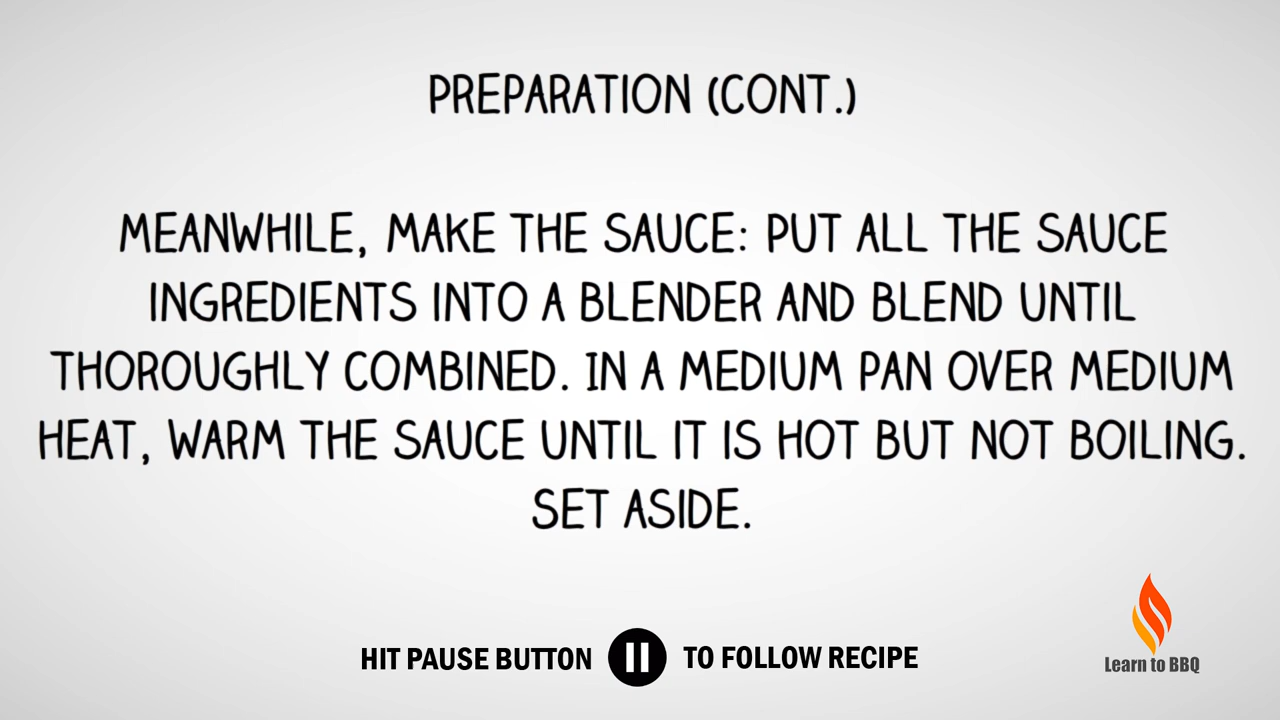 PREPARATION (CONT.)
MEANWHILE, MAKE THE SAUCE: PUT ALL THE SAUCE
INGREDIENTS INTO A BLENDER AND BLEND UNTIL
THOROUGHLY COMBINED. IN A MEDIUM PAN OVER MEDIUM
HEAT, WARM THE SAUCE UNTIL IT IS HOT BUT NOT BOILING.
SET ASIDE.
HIT PAUSE BUTTON TO FOLLOW RECIPE
Learn to BBQ